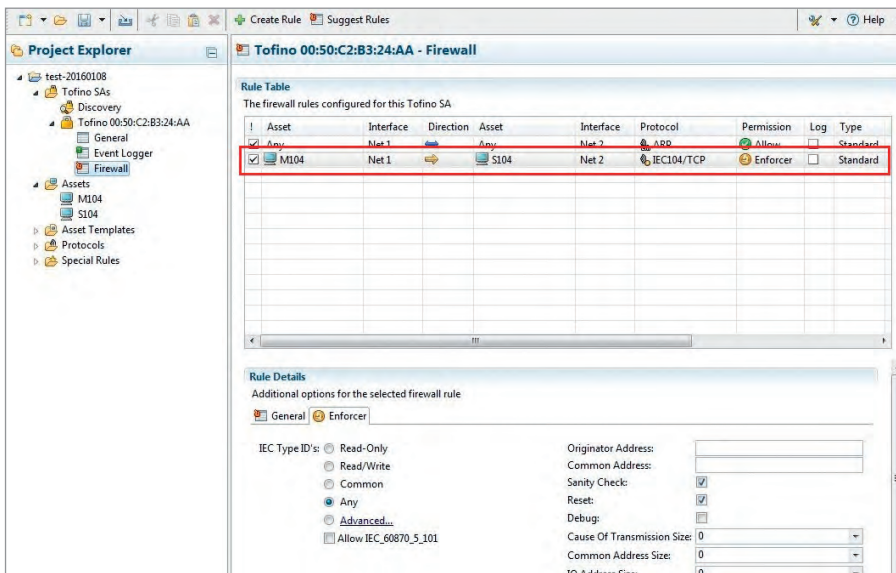 Create Rule Suggest Rules Help
Project Explorer
test-20160108
Tofino SAs
Discovery
Tofino 00:50:C2:B3:24:AA
General
Event Logger
Firewall
Assets
M104
S104
Asset Templates
Protocols
Special Rules
Tofino 00:50:C2:B3:24:AA - Firewall
Rule Table
The firewall rules configured for this Tofino SA
! Asset Interface Direction Asset Interface Protocol Permission Log Type
Any Net 1 Any Net 2 ARP Allow Standard
M104 Net 1 S104 Net 2 IEC104/TCP Enforcer Standard
Rule Details
Additional options for the selected firewall rule
General Enforcer
IEC Type ID's: Read-Only
Read/Write
Common
Any
Advanced...
Allow IEC_60870_5_101
Originator Address:
Common Address:
Sanity Check:
Reset:
Debug:
Cause Of Transmission Size: 0
Common Address Size: 0
IO Address Size: 0